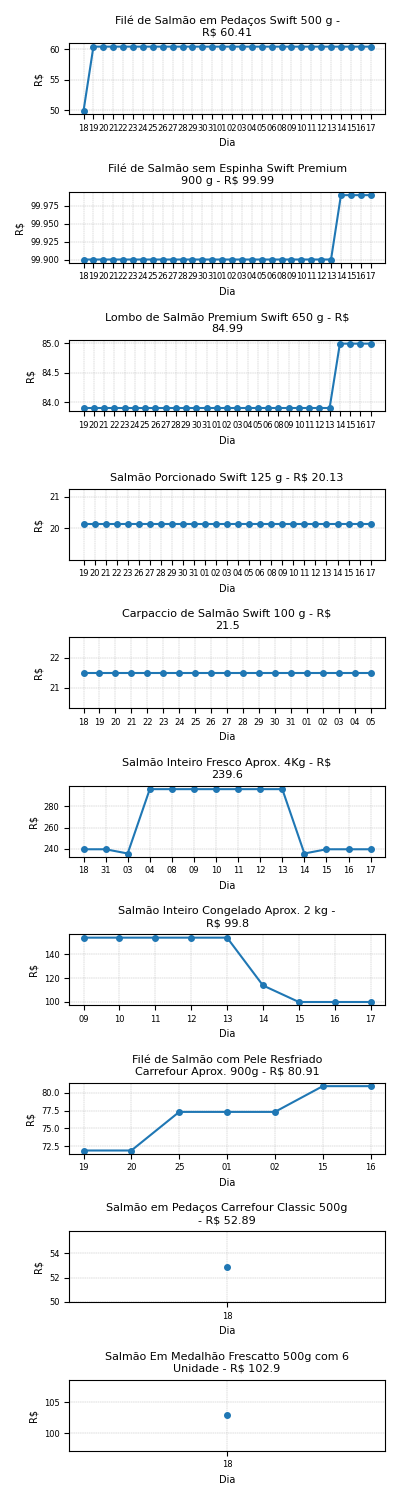 Filé de Salmão em Pedaços Swift 500 g -
R$ 60.41
60
55
50
R$
18 19 20 21 22 23 24 25 26 27 28 29 30 31 01 02 03 04 05 06 07 08 09 10 11 12 13 14 15 16 17
Dia
Filé de Salmão sem Espinha Swift Premium
900 g - R$ 99.99
99.975
99.950
99.925
99.900
R$
18 19 20 21 22 23 24 25 26 27 28 29 30 31 01 02 03 04 05 06 07 08 09 10 11 12 13 14 15 16 17
Dia
Lombo de Salmão Premium Swift 650 g - R$
84.99
85.0
84.5
84.0
R$
19 20 21 22 23 24 25 26 27 28 29 30 31 01 02 03 04 05 06 07 08 09 10 11 12 13 14 15 16 17
Dia
Salmão Porcionado Swift 125 g - R$ 20.13
21
20
R$
19 20 21 22 23 26 27 28 29 30 31 01 02 03 04 05 06 07 08 09 10 11 12 13 14 15 17
Dia
Carpaccio de Salmão Swift 100 g - R$
21.5
22
21
R$
18 19 20 21 22 23 24 25 26 27 28 29 30 31 01 02 03 04 05
Dia
Salmão Inteiro Fresco Aprox. 4Kg - R$
239.6
280
260
240
R$
18 31 03 04 08 09 10 11 12 13 14 15 16 17
Dia
Salmão Inteiro Congelado Aprox. 2 kg -
R$ 99.8
140
120
100
R$
09 10 11 12 13 14 15 16 17
Dia
Filé de Salmão com Pele Resfriado
Carrefour Aprox. 900g - R$ 80.91
80.0
77.5
75.0
72.5
R$
19 20 25 01 02 15 16
Dia
Salmão em Pedaços Carrefour Classic 500g
- R$ 52.89
54
52
50
R$
18
Dia
Salmão Em Medalhão Frescatto 500g com 6
Unidade - R$ 102.9
105
100
R$
18
Dia